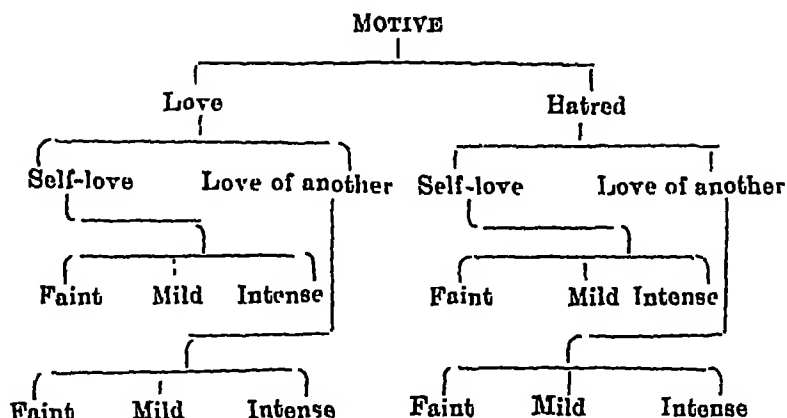 MOTIVE
Love Hatred
Self-love Love of another Self-love Love of another
Faint Mild Intense Faint Mild Intense
Faint Mild Intense Faint Mild Intense